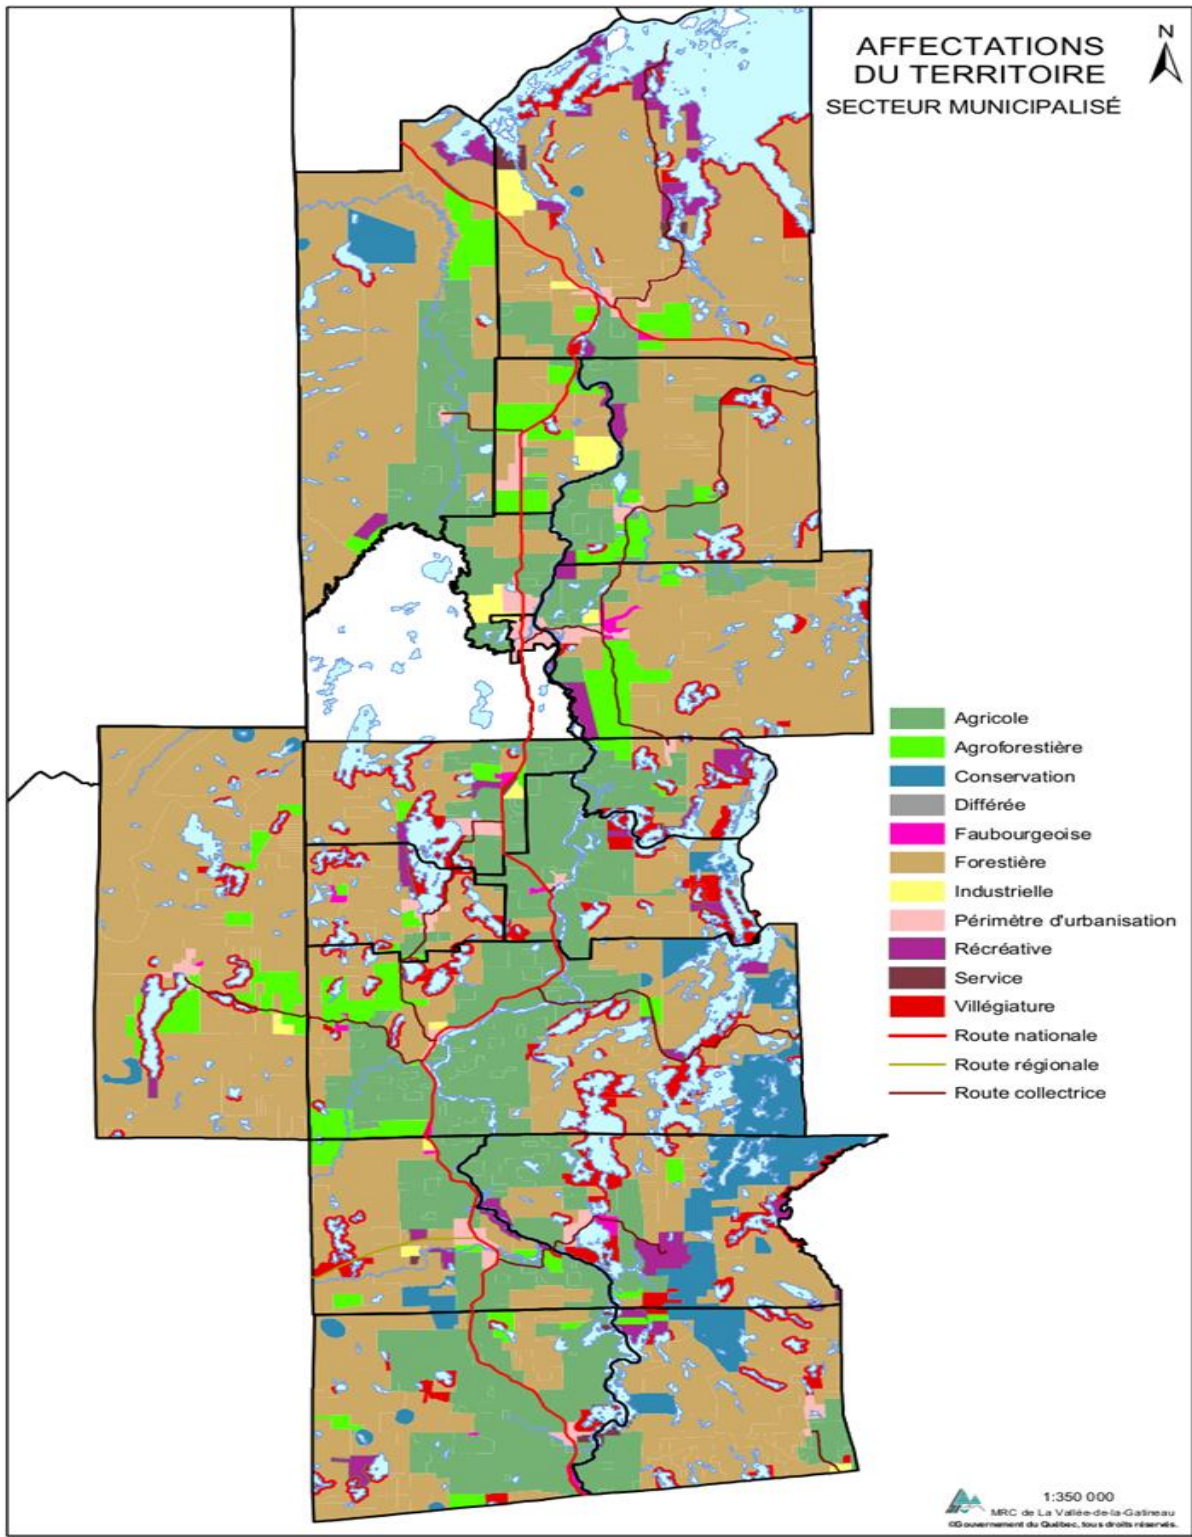 AFFECTATIONS
DU TERRITOIRE
SECTEUR MUNICIPALISÉ
N
Agricole
Agroforestière
Conservation
Différée
Faubourgeoise
Forestière
Industrielle
Périmètre d'urbanisation
Récréative
Service
Villégiature
Route nationale
Route régionale
Route collectrice
1:350 000
MRC de La Vallée-de-la-Gatineau
©Gouvernement du Québec, tous droits réservés.